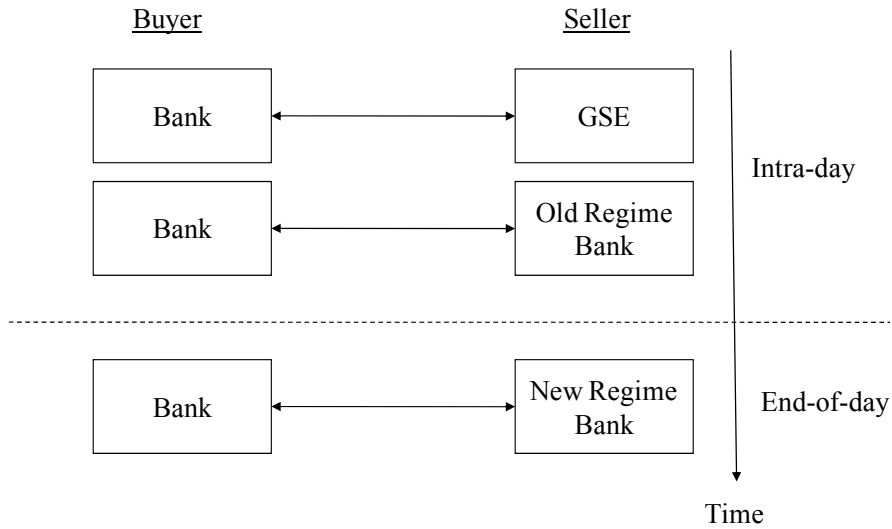 Buyer
Seller
Bank
GSE
Intra-day
Bank
Old Regime
Bank
Bank
New Regime
Bank
End-of-day
Time